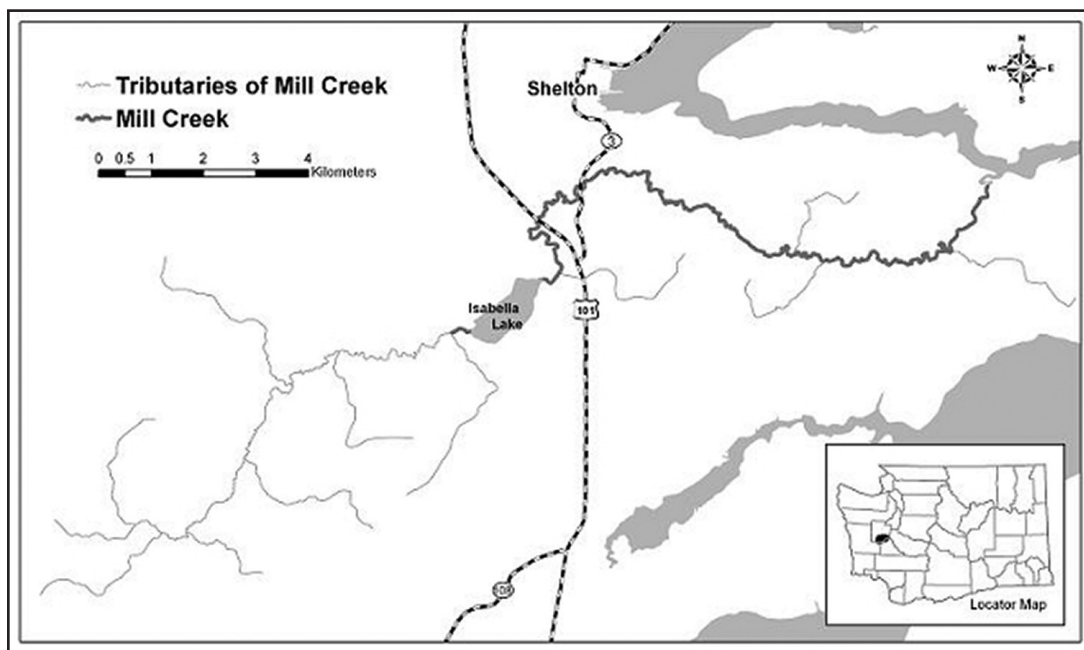 Tributaries of Mill Creek
Mill Creek
0 0.5 1 2 3 4
Kilometers
N
W E
S
Shelton
3
Isabella
Lake
101
108
Locator Map